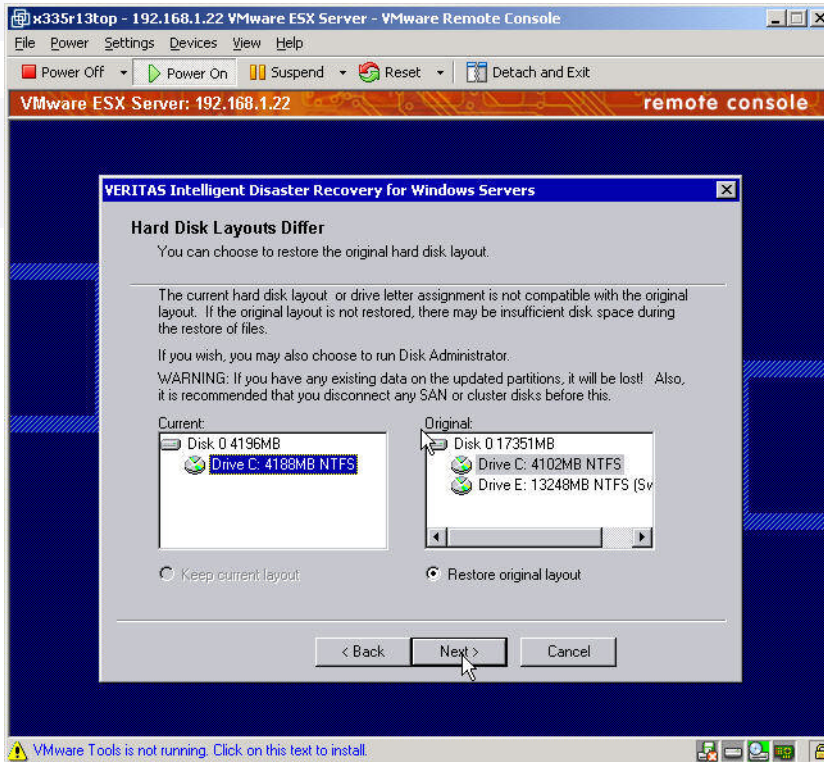 x335r13top - 192.168.1.22 VMware ESX Server - VMware Remote Console
File Power Settings Devices View Help
Power Off Power On Suspend Reset Detach and Exit
VMware ESX Server: 192.168.1.22 remote console
VERITAS Intelligent Disaster Recovery for Windows Servers
Hard Disk Layouts Differ
You can choose to restore the original hard disk layout.
The current hard disk layout or drive letter assignment is not compatible with the original
layout. If the original layout is not restored, there may be insufficient disk space during
the restore of files.
If you wish, you may also choose to run Disk Administrator.
WARNING: If you have any existing data on the updated partitions, it will be lost! Also,
it is recommended that you disconnect any SAN or cluster disks before this.
Current:
Disk 0 4196MB
Drive C: 4188MB NTFS
Original:
Disk 0 17351MB
Drive C: 4102MB NTFS
Drive E: 13248MB NTFS (Sw
Keep current layout
Restore original layout
< Back Next > Cancel
VMware Tools is not running. Click on this text to install.